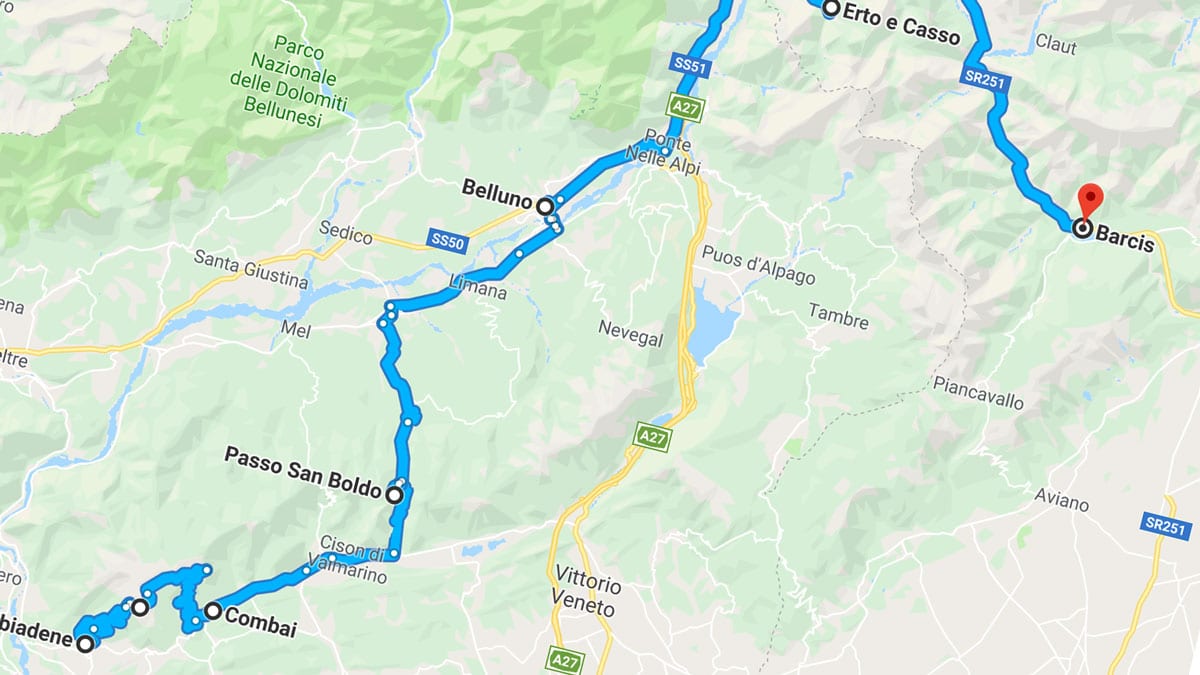 ro
Erto e Casso
Claut
SS51
SR251
A27
Parco
Nazionale
delle Dolomiti
Bellunesi
Ponte
Nelle Alpi
Belluno
Barcis
Sedico
SS50
Santa Giustina
Puos d'Alpago
Limana
ena
Tambre
Mel
Nevegal
eltre
Piancavallo
A27
Passo San Boldo
Aviano
SR251
Cison di
Valmarino
ero
Vittorio
Veneto
Combai
biadene
A27